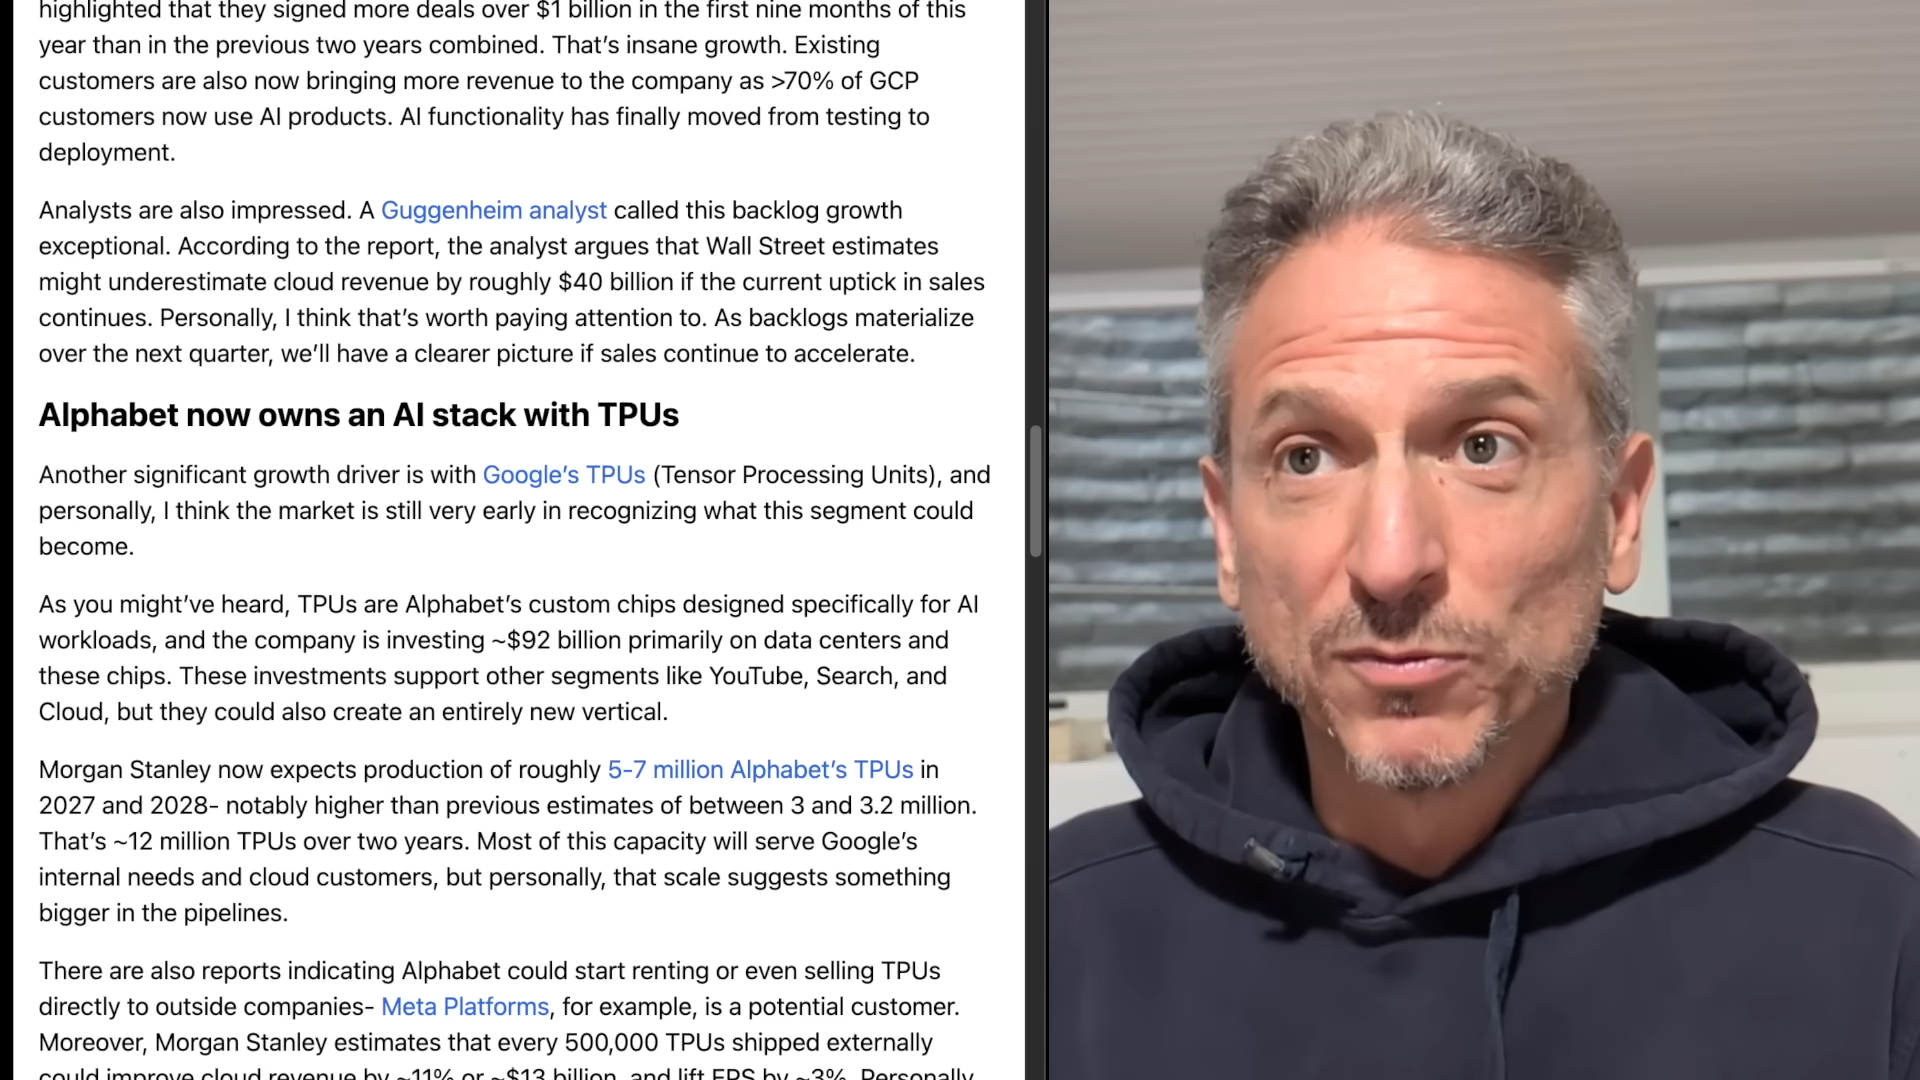 highlighted that they signed more deals over $1 billion in the first nine months of this
year than in the previous two years combined. That’s insane growth. Existing
customers are also now bringing more revenue to the company as >70% of GCP
customers now use AI products. AI functionality has finally moved from testing to
deployment.
Analysts are also impressed. A Guggenheim analyst called this backlog growth
exceptional. According to the report, the analyst argues that Wall Street estimates
might underestimate cloud revenue by roughly $40 billion if the current uptick in sales
continues. Personally, I think that’s worth paying attention to. As backlogs materialize
over the next quarter, we’ll have a clearer picture if sales continue to accelerate.
Alphabet now owns an AI stack with TPUs
Another significant growth driver is with Google’s TPUs (Tensor Processing Units), and
personally, I think the market is still very early in recognizing what this segment could
become.
As you might’ve heard, TPUs are Alphabet’s custom chips designed specifically for AI
workloads, and the company is investing ~$92 billion primarily on data centers and
these chips. These investments support other segments like YouTube, Search, and
Cloud, but they could also create an entirely new vertical.
Morgan Stanley now expects production of roughly 5-7 million Alphabet’s TPUs in
2027 and 2028- notably higher than previous estimates of between 3 and 3.2 million.
That’s ~12 million TPUs over two years. Most of this capacity will serve Google’s
internal needs and cloud customers, but personally, that scale suggests something
bigger in the pipelines.
There are also reports indicating Alphabet could start renting or even selling TPUs
directly to outside companies- Meta Platforms, for example, is a potential customer.
Moreover, Morgan Stanley estimates that every 500,000 TPUs shipped externally
could improve cloud revenue by ~11% or ~$13 billion, and lift EPS by ~3%. Personally